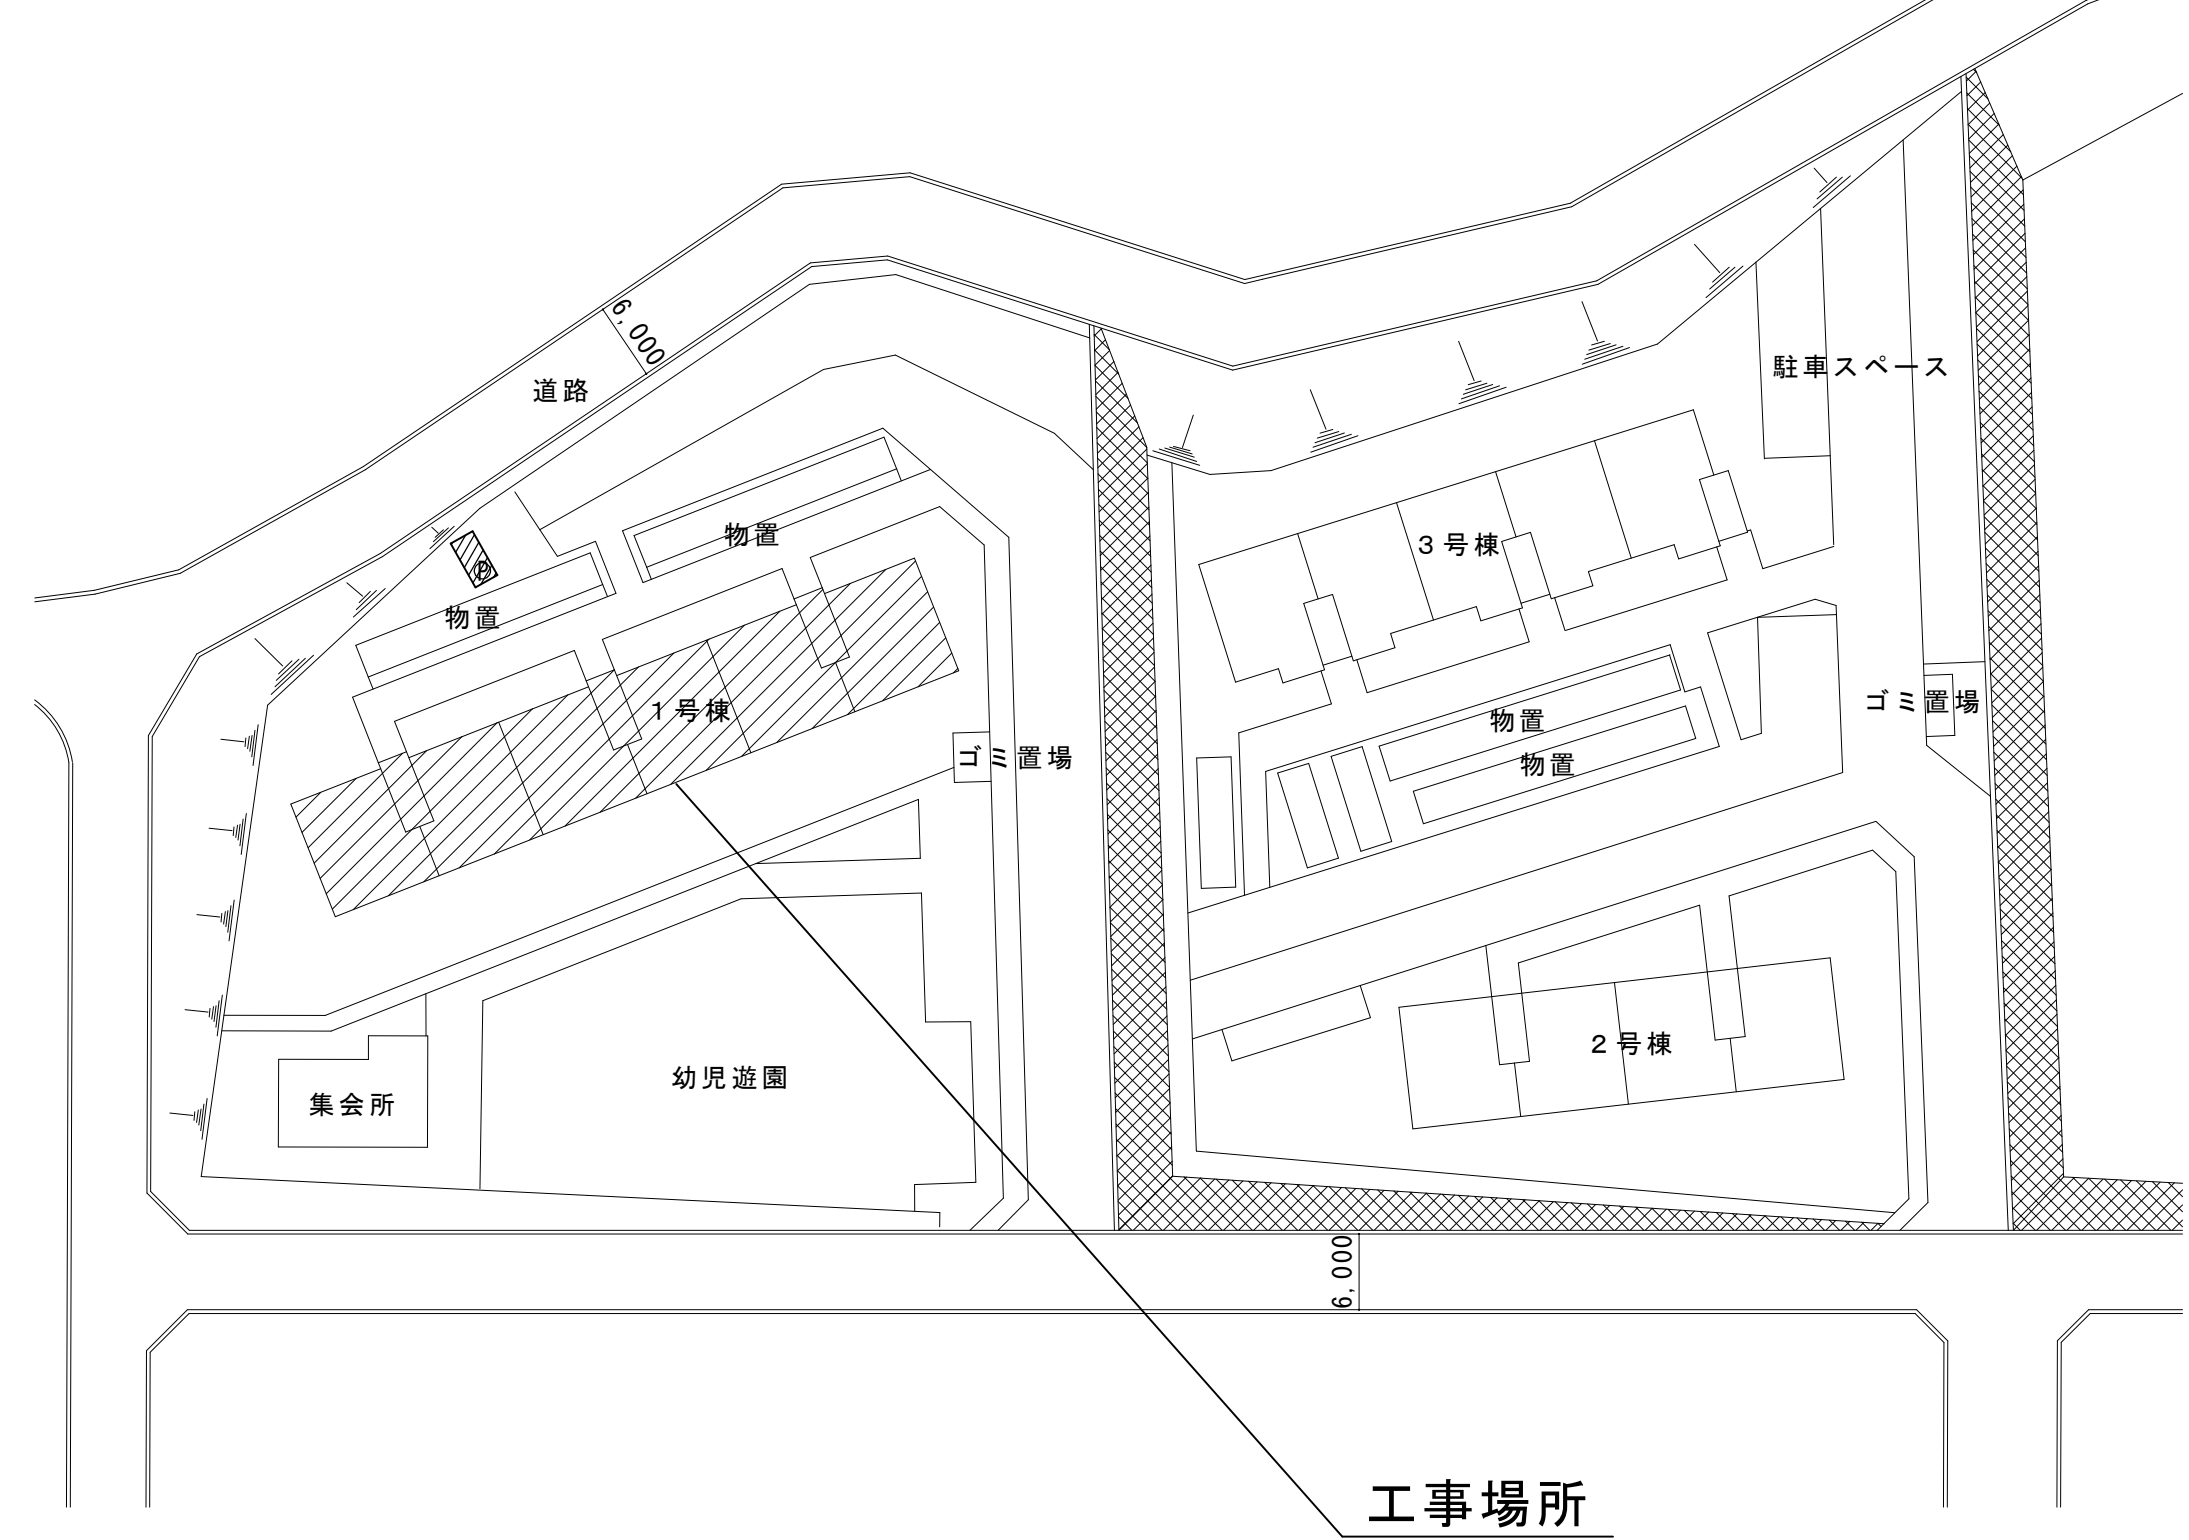 6,000
道路
駐車スペース
物置
3号棟
P
物置
1号棟
ゴミ置場
物置
ゴミ置場
物置
2号棟
幼児遊園
集会所
6,000
工事場所